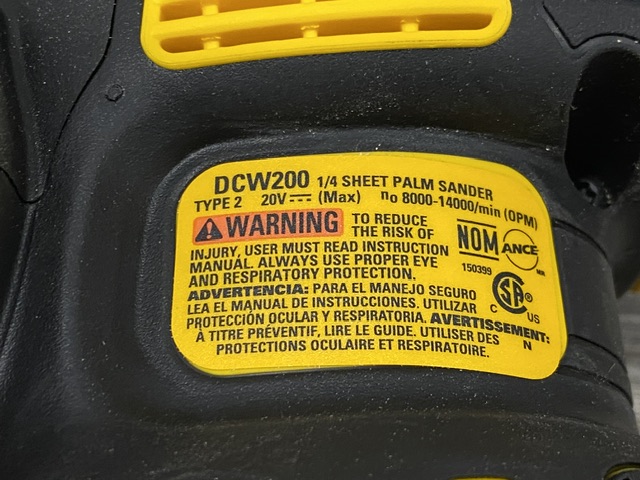 DCW200 1/4 SHEET PALM SANDER
TYPE 2 20V⎓ (Max) n₀ 8000-14000/min (OPM)
⚠ WARNING TO REDUCE
THE RISK OF
INJURY, USER MUST READ INSTRUCTION
MANUAL. ALWAYS USE PROPER EYE
AND RESPIRATORY PROTECTION.
ADVERTENCIA: PARA EL MANEJO SEGURO
LEA EL MANUAL DE INSTRUCCIONES. UTILIZAR
PROTECCIÓN OCULAR Y RESPIRATORIA. AVERTISSEMENT:
À TITRE PRÉVENTIF, LIRE LE GUIDE. UTILISER DES
PROTECTIONS OCULAIRE ET RESPIRATOIRE.
NOM
ANCE
MR
150399
C SA ® US
N